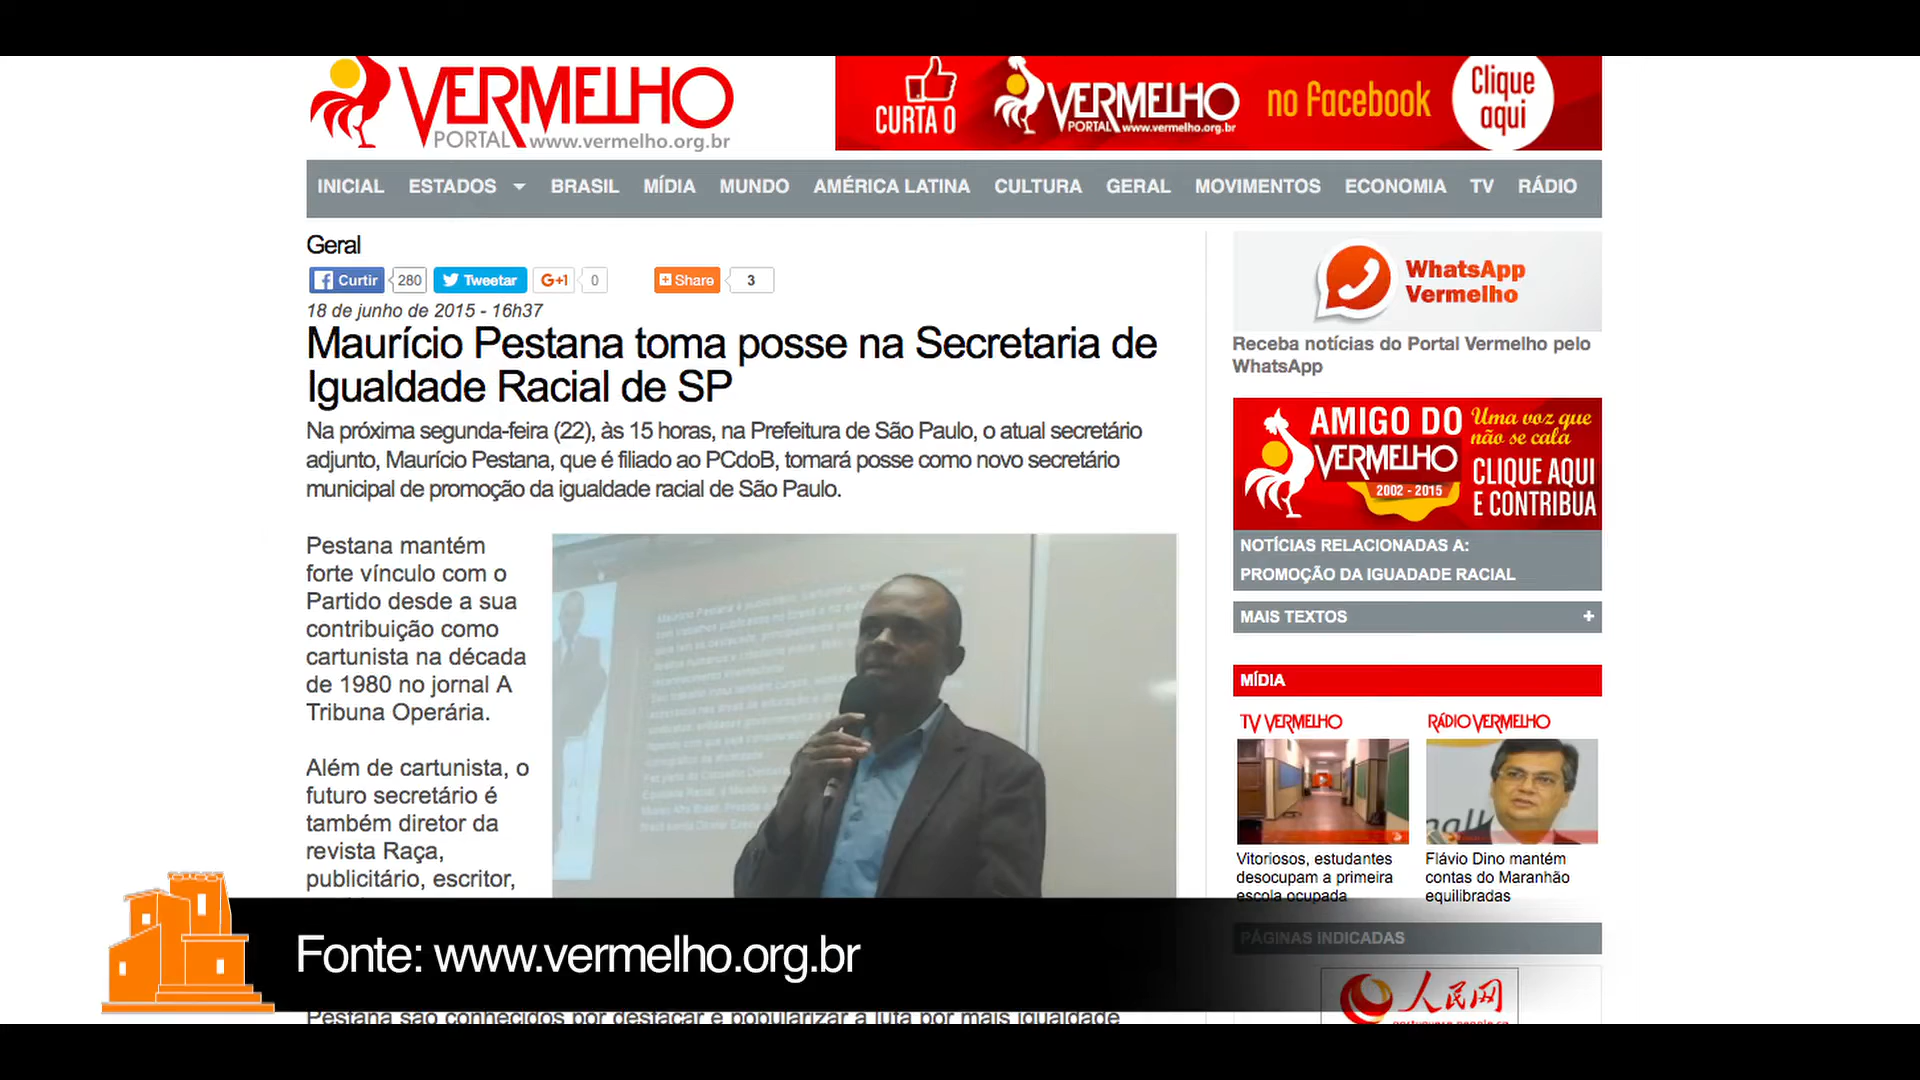 VERMELHO
PORTAL www.vermelho.org.br
CURTA O
VERMELHO
PORTAL www.vermelho.org.br
no facebook
Clique
aqui
INICIAL ESTADOS BRASIL MÍDIA MUNDO AMÉRICA LATINA CULTURA GERAL MOVIMENTOS ECONOMIA TV RÁDIO
Geral
Curtir 280 Tweetar G+1 0 Share 3
18 de junho de 2015 - 16h37
Maurício Pestana toma posse na Secretaria de
Igualdade Racial de SP
Na próxima segunda-feira (22), às 15 horas, na Prefeitura de São Paulo, o atual secretário
adjunto, Maurício Pestana, que é filiado ao PCdoB, tomará posse como novo secretário
municipal de promoção da igualdade racial de São Paulo.
Pestana mantém
forte vínculo com o
Partido desde a sua
contribuição como
cartunista na década
de 1980 no jornal A
Tribuna Operária.
Além de cartunista, o
futuro secretário é
também diretor da
revista Raça,
publicitário, escritor,
Pestana são conhecidos por destacar e popularizar a luta por mais igualdade
WhatsApp
Vermelho
Receba notícias do Portal Vermelho pelo
WhatsApp
AMIGO DO
VERMELHO
2002 - 2015
Uma voz que
não se cala
CLIQUE AQUI
E CONTRIBUA
NOTÍCIAS RELACIONADAS A:
PROMOÇÃO DA IGUADADE RACIAL
MAIS TEXTOS +
MÍDIA
TV VERMELHO
RÁDIO VERMELHO
Vitoriosos, estudantes
desocupam a primeira
escola ocupada
Flávio Dino mantém
contas do Maranhão
equilibradas
PÁGINAS INDICADAS
人民网
Fonte: www.vermelho.org.br